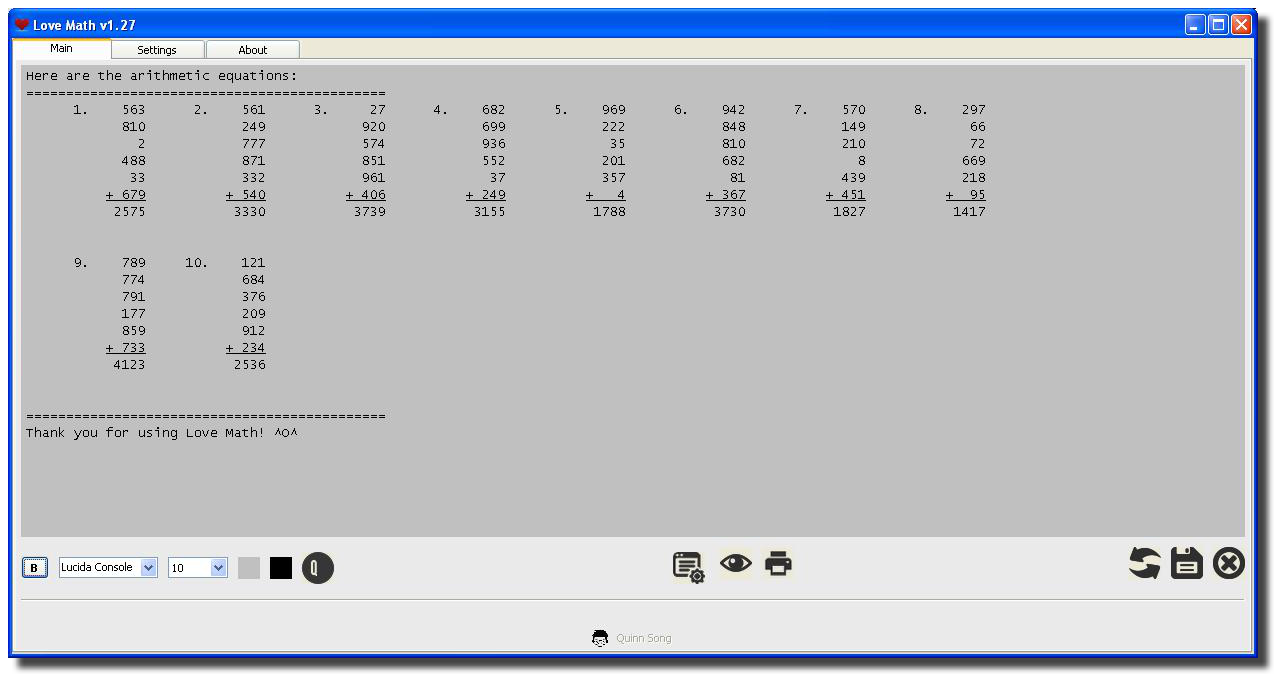 Love Math v1.27
Main Settings About
Here are the arithmetic equations:
=============================================
1. 563 2. 561 3. 27 4. 682 5. 969 6. 942 7. 570 8. 297
810 249 920 699 222 848 149 66
2 777 574 936 35 810 210 72
488 871 851 552 201 682 8 669
33 332 961 37 357 81 439 218
+ 679 + 540 + 406 + 249 + 4 + 367 + 451 + 95
2575 3330 3739 3155 1788 3730 1827 1417
9. 789 10. 121
774 684
791 376
177 209
859 912
+ 733 + 234
4123 2536
=============================================
Thank you for using Love Math! ^O^
B Lucida Console 10 Q
Quinn Song